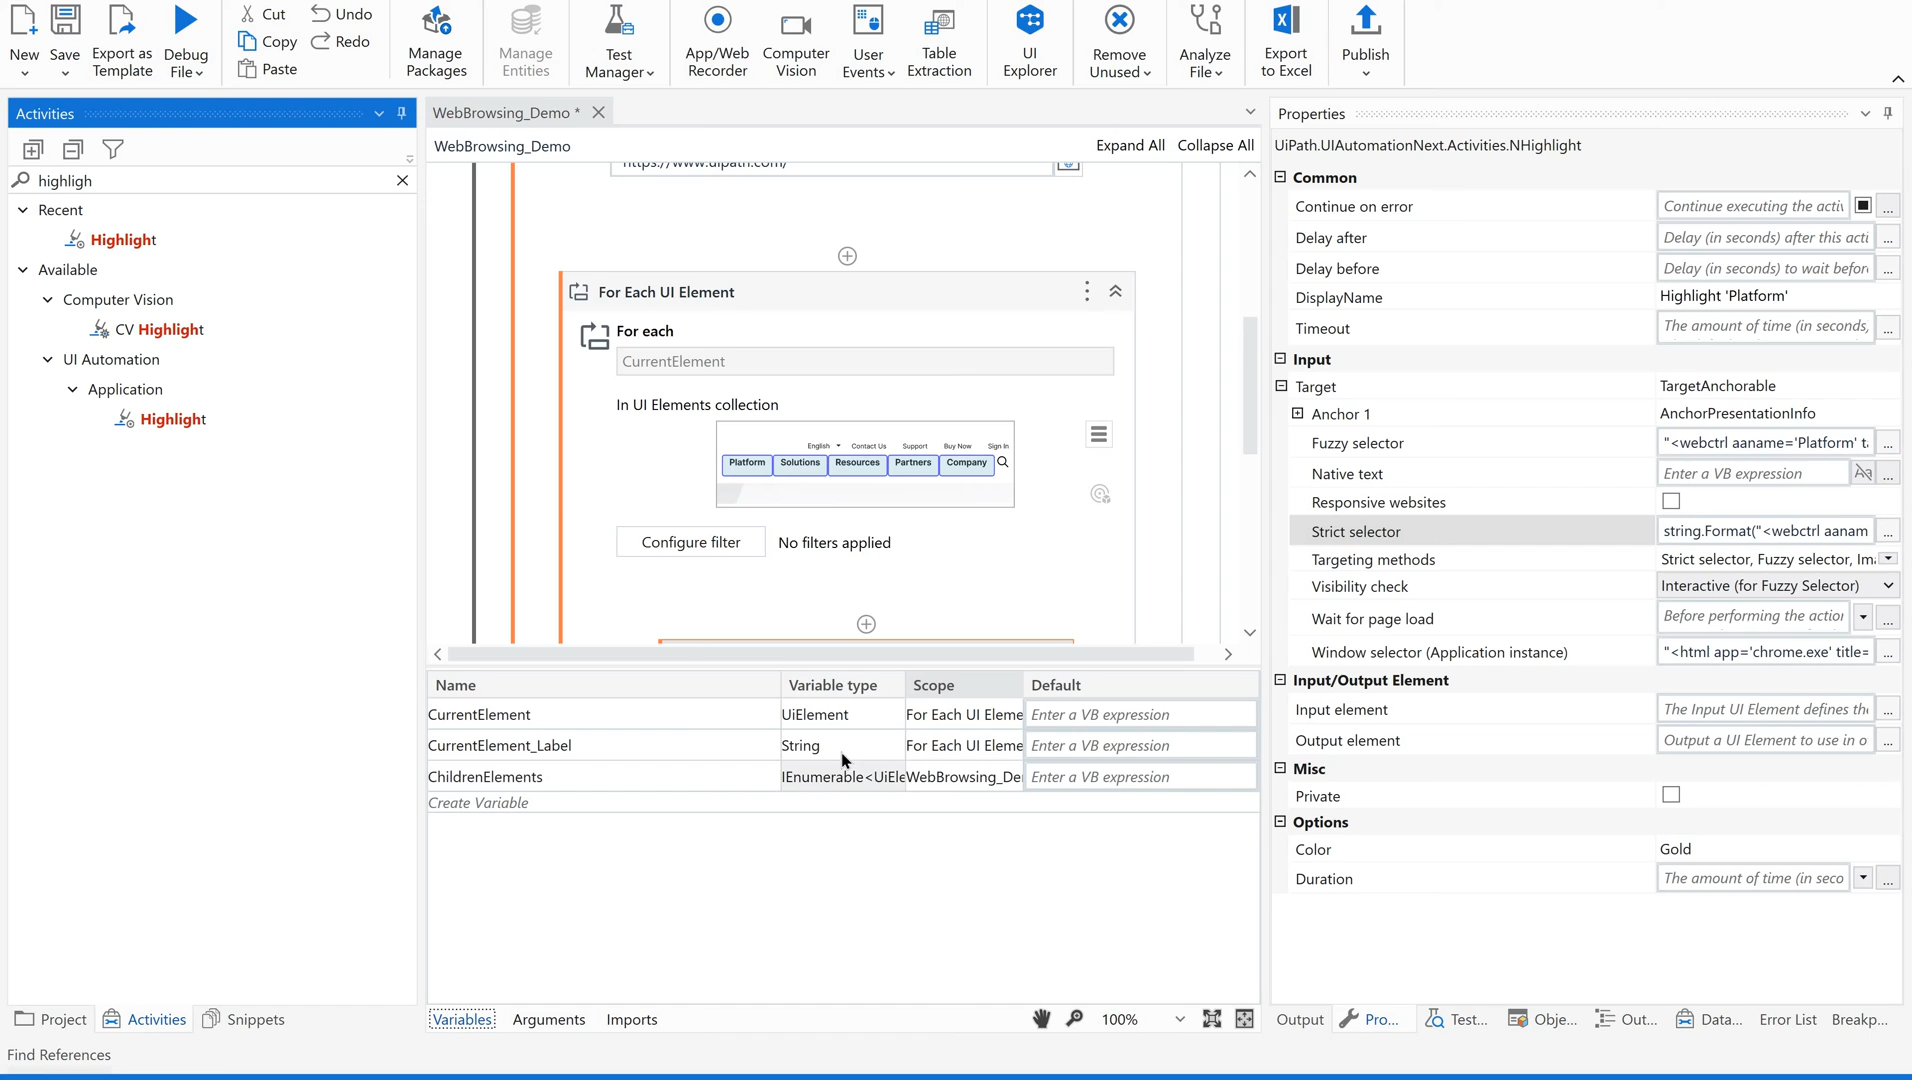 New
Save
Export as
Template
Debug
File
Cut
Copy
Paste
Undo
Redo
Manage
Packages
Manage
Entities
Test
Manager
App/Web
Recorder
Computer
Vision
User
Events
Table
Extraction
UI
Explorer
Remove
Unused
Analyze
File
Export
to Excel
Publish
Activities
highligh
Recent
Highlight
Available
Computer Vision
CV Highlight
UI Automation
Application
Highlight
WebBrowsing_Demo *
WebBrowsing_Demo
Expand All
Collapse All
https://www.uipath.com/
For Each UI Element
For each
CurrentElement
In UI Elements collection
English
Contact Us
Support
Buy Now
Sign In
Platform
Solutions
Resources
Partners
Company
Configure filter
No filters applied
Name
Variable type
Scope
Default
CurrentElement
UiElement
For Each UI Eleme
Enter a VB expression
CurrentElement_Label
String
For Each UI Eleme
Enter a VB expression
ChildrenElements
IEnumerable<UiEle
WebBrowsing_De
Enter a VB expression
Create Variable
Variables
Arguments
Imports
100%
Properties
UiPath.UIAutomationNext.Activities.NHighlight
Common
Continue on error
Continue executing the activ
...
Delay after
Delay (in seconds) after this acti
...
Delay before
Delay (in seconds) to wait before
...
DisplayName
Highlight 'Platform'
Timeout
The amount of time (in seconds,
...
Input
Target
TargetAnchorable
Anchor 1
AnchorPresentationInfo
Fuzzy selector
"<webctrl aaname='Platform' ta
...
Native text
Enter a VB expression
...
Responsive websites
Strict selector
string.Format("<webctrl aanam
...
Targeting methods
Strict selector, Fuzzy selector, Ima
Visibility check
Interactive (for Fuzzy Selector)
Wait for page load
Before performing the action
...
Window selector (Application instance)
"<html app='chrome.exe' title=
...
Input/Output Element
Input element
The Input UI Element defines the
...
Output element
Output a UI Element to use in o
...
Misc
Private
Options
Color
Gold
Duration
The amount of time (in seco
...
Project
Activities
Snippets
Output
Pro...
Test...
Obje...
Out...
Data...
Error List
Breakp...
Find References